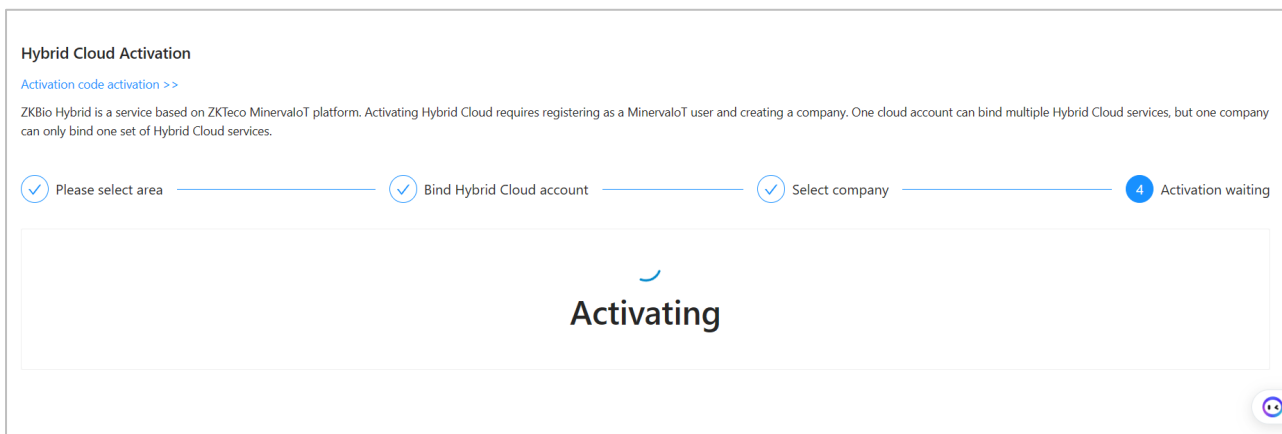 Hybrid Cloud Activation
Activation code activation >>
ZKBio Hybrid is a service based on ZKTeco MinervaIoT platform. Activating Hybrid Cloud requires registering as a MinervaIoT user and creating a company. One cloud account can bind multiple Hybrid Cloud services, but one company
can only bind one set of Hybrid Cloud services.
Please select area Bind Hybrid Cloud account Select company 4 Activation waiting
Activating